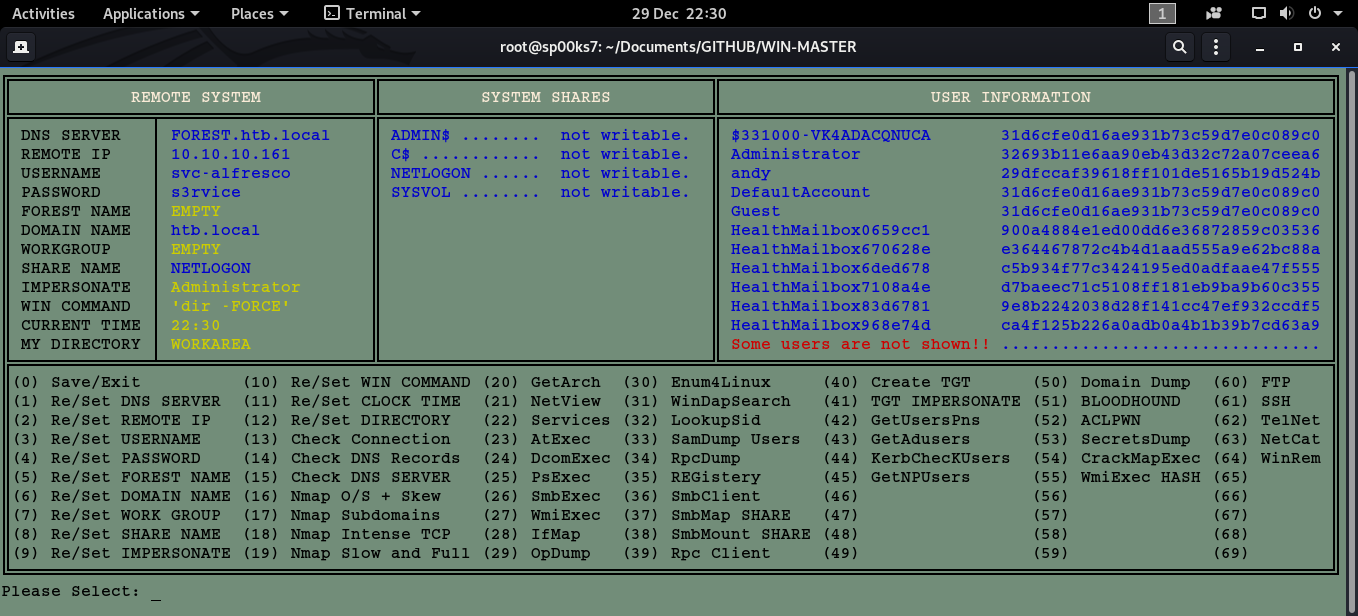 Activities Applications Places Terminal 29 Dec 22:30 1
root@sp00ks7: ~/Documents/GITHUB/WIN-MASTER
REMOTE SYSTEM SYSTEM SHARES USER INFORMATION
DNS SERVER FOREST.htb.local ADMIN$ ........ not writable. $331000-VK4ADACQNUCA 31d6cfe0d16ae931b73c59d7e0c089c0
REMOTE IP 10.10.10.161 C$ ............ not writable. Administrator 32693b11e6aa90eb43d32c72a07ceea6
USERNAME svc-alfresco NETLOGON ...... not writable. andy 29dfccaf39618ff101de5165b19d524b
PASSWORD s3rvice SYSVOL ........ not writable. DefaultAccount 31d6cfe0d16ae931b73c59d7e0c089c0
FOREST NAME EMPTY Guest 31d6cfe0d16ae931b73c59d7e0c089c0
DOMAIN NAME htb.local HealthMailbox0659cc1 900a4884e1ed00dd6e36872859c03536
WORKGROUP EMPTY HealthMailbox670628e e364467872c4b4d1aad555a9e62bc88a
SHARE NAME NETLOGON HealthMailbox6ded678 c5b934f77c3424195ed0adfaae47f555
IMPERSONATE Administrator HealthMailbox7108a4e d7baeec71c5108ff181eb9ba9b60c355
WIN COMMAND 'dir -FORCE' HealthMailbox83d6781 9e8b2242038d28f141cc47ef932ccdf5
CURRENT TIME 22:30 HealthMailbox968e74d ca4f125b226a0adb0a4b1b39b7cd63a9
MY DIRECTORY WORKAREA Some users are not shown!! ................................
(0) Save/Exit (10) Re/Set WIN COMMAND (20) GetArch (30) Enum4Linux (40) Create TGT (50) Domain Dump (60) FTP
(1) Re/Set DNS SERVER (11) Re/Set CLOCK TIME (21) NetView (31) WinDapSearch (41) TGT IMPERSONATE (51) BLOODHOUND (61) SSH
(2) Re/Set REMOTE IP (12) Re/Set DIRECTORY (22) Services (32) LookupSid (42) GetUsersPns (52) ACLPWN (62) TelNet
(3) Re/Set USERNAME (13) Check Connection (23) AtExec (33) SamDump Users (43) GetAdusers (53) SecretsDump (63) NetCat
(4) Re/Set PASSWORD (14) Check DNS Records (24) DcomExec (34) RpcDump (44) KerbChecKUsers (54) CrackMapExec (64) WinRem
(5) Re/Set FOREST NAME (15) Check DNS SERVER (25) PsExec (35) REGistery (45) GetNPUsers (55) WmiExec HASH (65)
(6) Re/Set DOMAIN NAME (16) Nmap O/S + Skew (26) SmbExec (36) SmbClient (46) (56) (66)
(7) Re/Set WORK GROUP (17) Nmap Subdomains (27) WmiExec (37) SmbMap SHARE (47) (57) (67)
(8) Re/Set SHARE NAME (18) Nmap Intense TCP (28) IfMap (38) SmbMount SHARE (48) (58) (68)
(9) Re/Set IMPERSONATE (19) Nmap Slow and Full (29) OpDump (39) Rpc Client (49) (59) (69)
Please Select: _